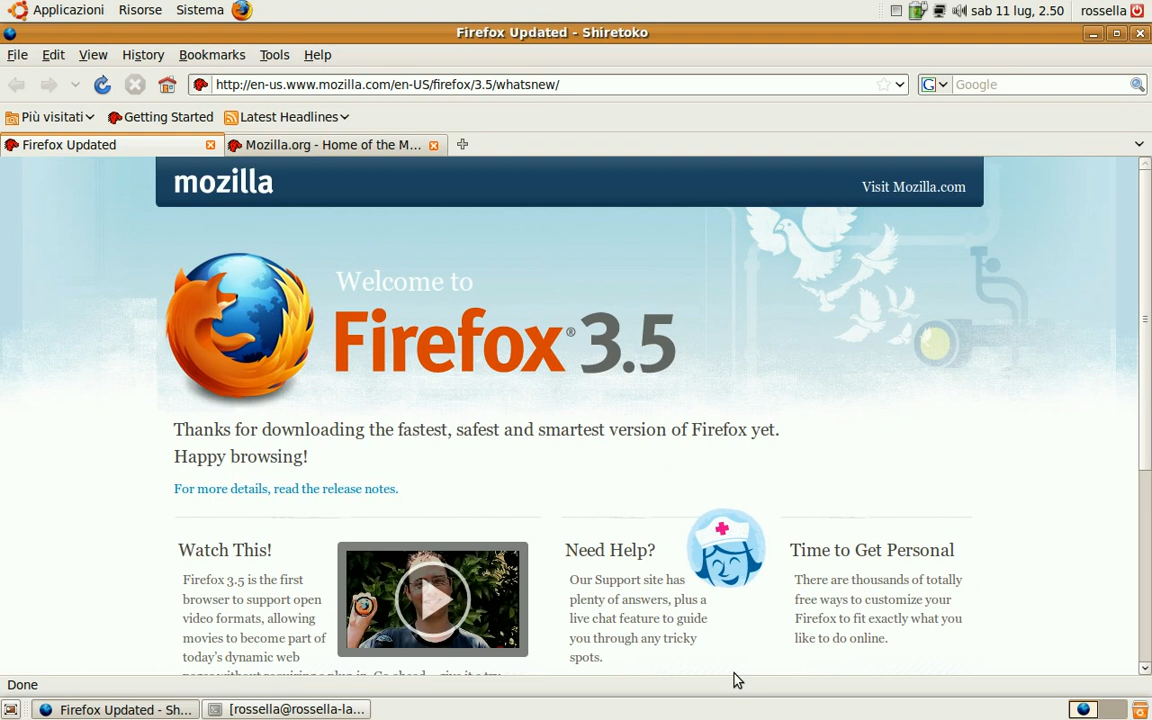 Applicazioni Risorse Sistema sab 11 lug, 2.50 rossella
Firefox Updated - Shiretoko
File Edit View History Bookmarks Tools Help
http://en-us.www.mozilla.com/en-US/firefox/3.5/whatsnew/ G Google
Più visitati Getting Started Latest Headlines
Firefox Updated Mozilla.org - Home of the M...
mozilla Visit Mozilla.com
Welcome to
Firefox® 3.5
Thanks for downloading the fastest, safest and smartest version of Firefox yet.
Happy browsing!
For more details, read the release notes.
Watch This!
Firefox 3.5 is the first
browser to support open
video formats, allowing
movies to become part of
today's dynamic web
Need Help?
Our Support site has
plenty of answers, plus a
live chat feature to guide
you through any tricky
spots.
Time to Get Personal
There are thousands of totally
free ways to customize your
Firefox to fit exactly what you
like to do online.
Done
Firefox Updated - Sh... [rossella@rossella-la...